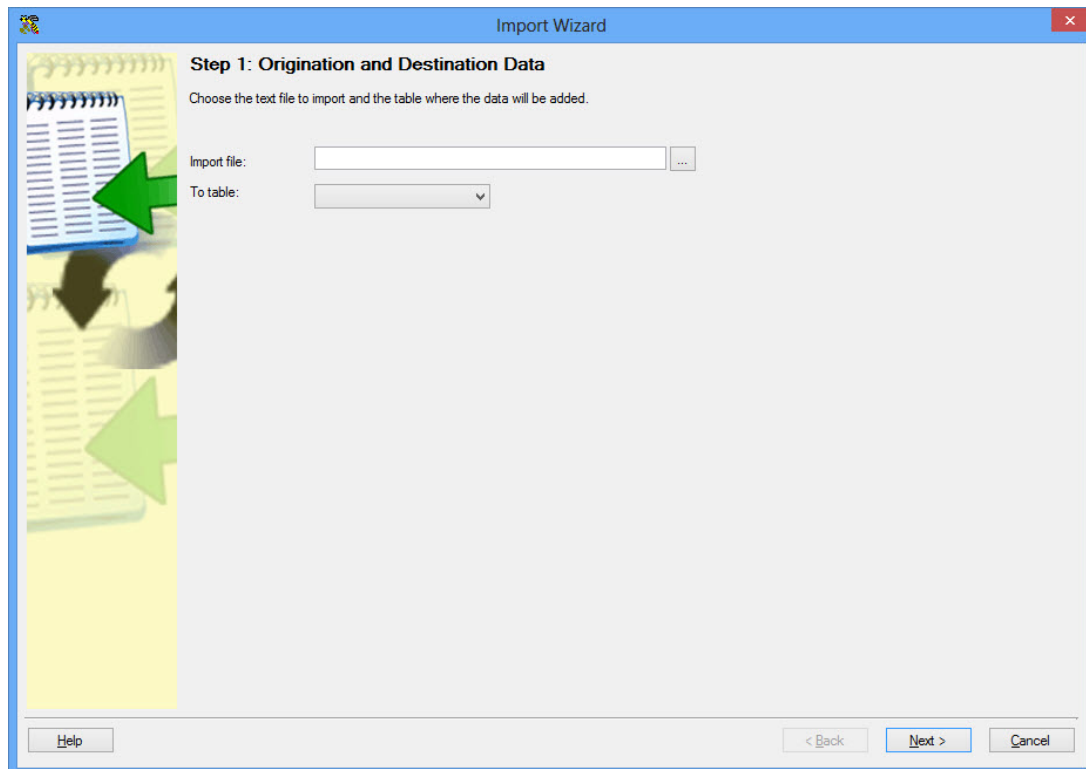 Import Wizard
Step 1: Origination and Destination Data
Choose the text file to import and the table where the data will be added.
Import file:
...
To table:
Help
< Back
Next >
Cancel